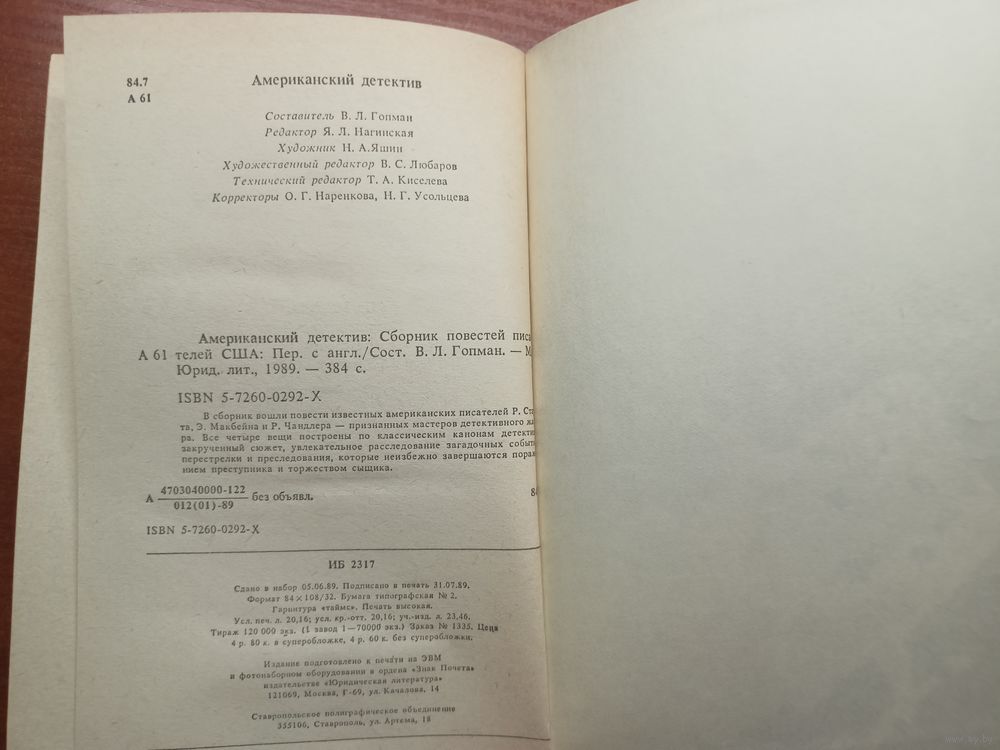 84.7
А 61
Американский детектив
Составитель В. Л. Гопман
Редактор Я. Л. Нагинская
Художник Н. А.Яшин
Художественный редактор В. С. Любаров
Технический редактор Т. А. Киселева
Корректоры О. Г. Наренкова, Н. Г. Усольцева
Американский детектив: Сборник повестей писа
А 61 телей США: Пер. с англ./Сост. В. Л. Гопман. — М
Юрид. лит., 1989. — 384 с.
ISBN 5-7260-0292-X
В сборник вошли повести известных американских писателей Р. Ста
та, Э. Макбейна и Р. Чандлера — признанных мастеров детективного жа
ра. Все четыре вещи построены по классическим канонам детекти
закрученный сюжет, увлекательное расследование загадочных событ
перестрелки и преследования, которые неизбежно завершаются пора
нием преступника и торжеством сыщика.
А 4703040000-122 без объявл. 84
012(01)-89
ISBN 5-7260-0292-X
ИБ 2317
Сдано в набор 05.06.89. Подписано в печать 31.07.89.
Формат 84×108/32. Бумага типографская № 2.
Гарнитура «таймс». Печать высокая.
Усл. печ. л. 20,16; усл. кр.-отт. 20,16; уч.-изд. л. 23,46.
Тираж 120 000 экз. (1 завод 1—70000 экз.) Заказ № 1335. Цена
4 р. 80 к. в суперобложке, 4 р. 60 к. без суперобложки.
Издание подготовлено к печати на ЭВМ
и фотонаборном оборудовании в ордена «Знак Почета»
издательстве «Юридическая литература»
121069, Москва, Г-69, ул. Качалова, 14
Ставропольское полиграфическое объединение
355106, Ставрополь, ул. Артема, 18
www.ay.by